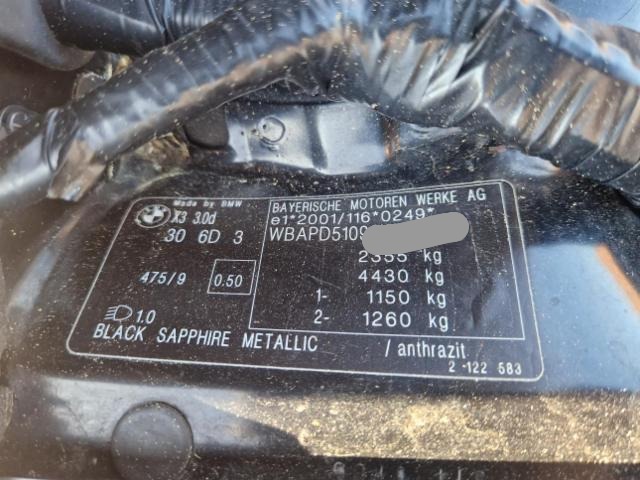 Made by BMW
X3 3.0d
30 6D 3
475/9 0.50
1.0
BLACK SAPPHIRE METALLIC
BAYERISCHE MOTOREN WERKE AG
e1*2001/116*0249*
WBAPD5109
2355 kg
4430 kg
1- 1150 kg
2- 1260 kg
/ anthrazit
2 -122 583